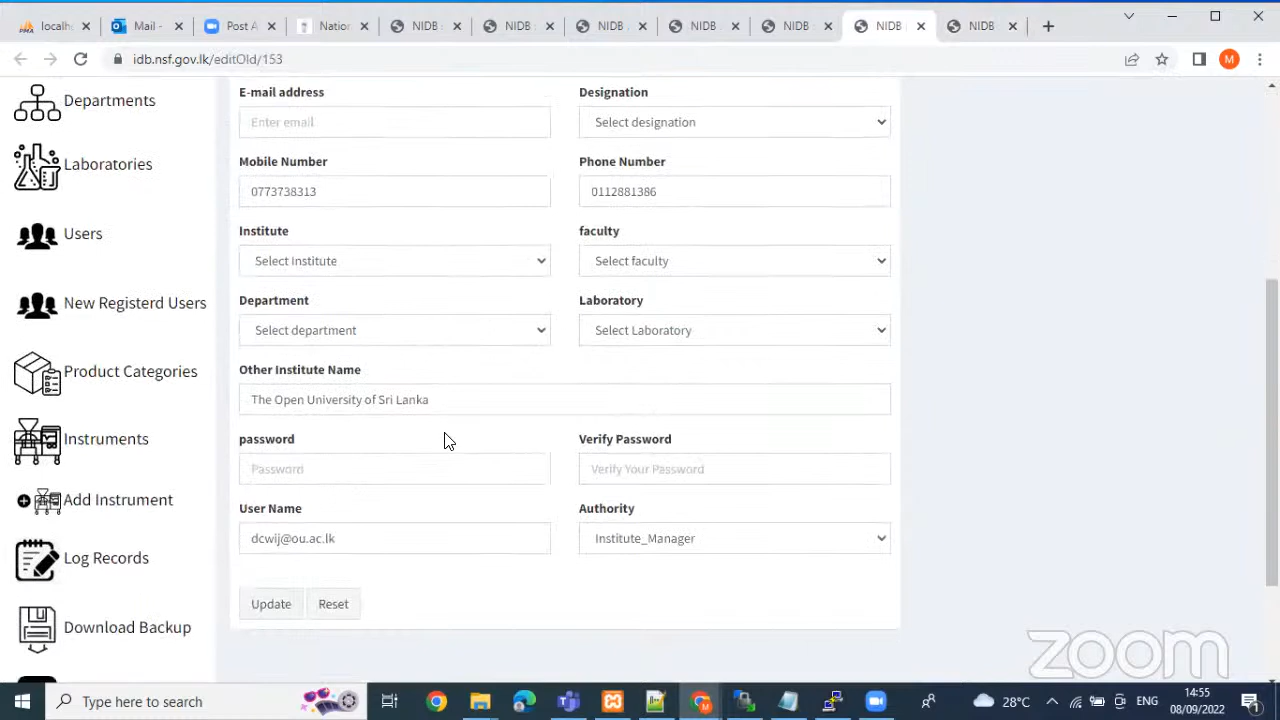 localh
Mail -
Post A
Nation
NIDB
NIDB
NIDB
NIDB
NIDB
NIDB
NIDB
idb.nsf.gov.lk/editOld/153
M
Departments
Laboratories
Users
New Registerd Users
Product Categories
Instruments
Add Instrument
Log Records
Download Backup
E-mail address
Designation
Enter email
Select designation
Mobile Number
Phone Number
0773738313
0112881386
Institute
faculty
Select Institute
Select faculty
Department
Laboratory
Select department
Select Laboratory
Other Institute Name
The Open University of Sri Lanka
password
Verify Password
Password
Verify Your Password
User Name
Authority
dcwij@ou.ac.lk
Institute_Manager
Update
Reset
zoom
Type here to search
28°C
ENG
14:55
08/09/2022